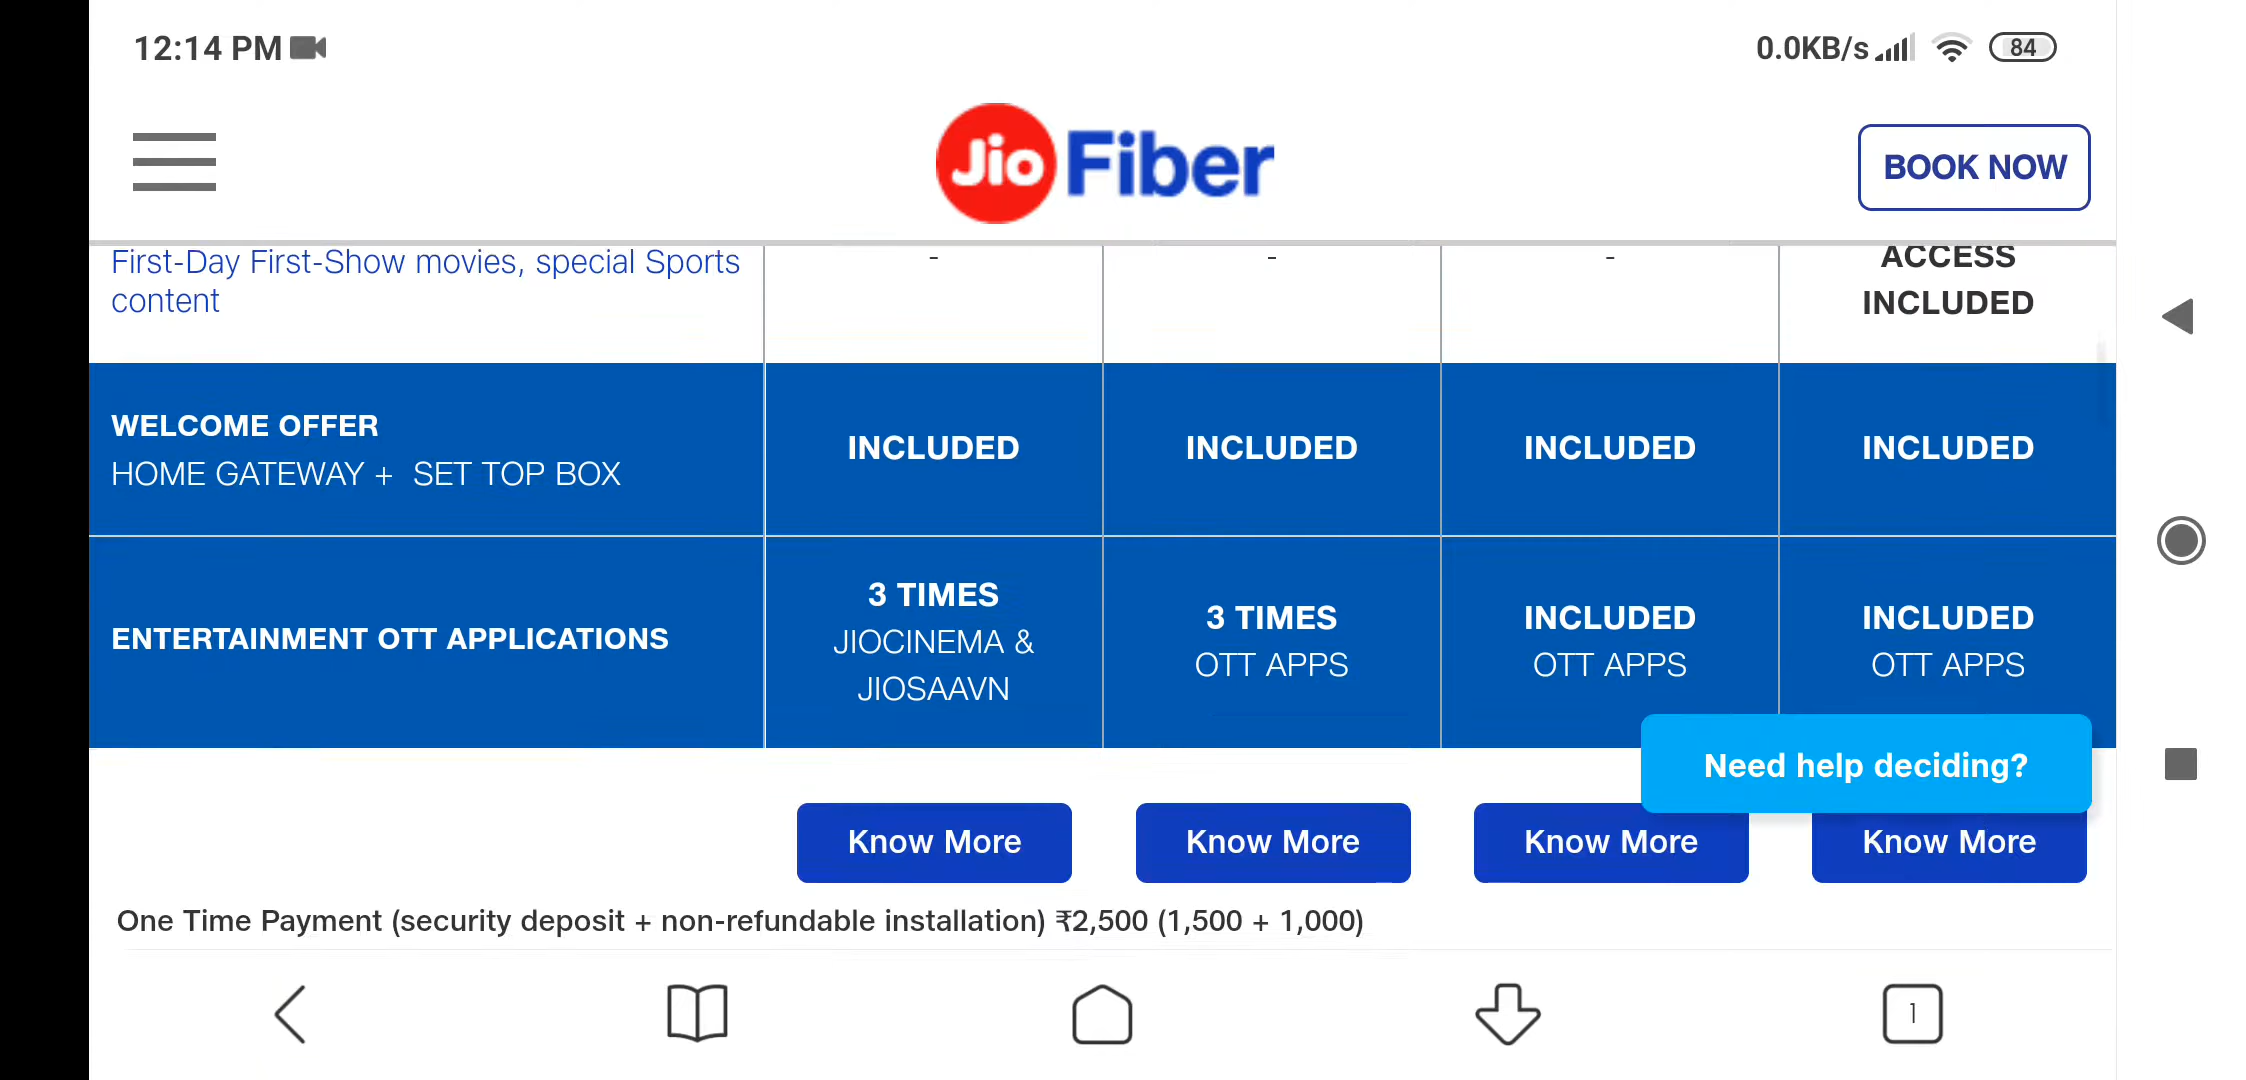 12:14 PM
0.0KB/s
84
Jio Fiber
BOOK NOW
First-Day First-Show movies, special Sports
content
-
-
-
ACCESS
INCLUDED
WELCOME OFFER
HOME GATEWAY + SET TOP BOX
INCLUDED
INCLUDED
INCLUDED
INCLUDED
ENTERTAINMENT OTT APPLICATIONS
3 TIMES
JIOCINEMA &
JIOSAAVN
3 TIMES
OTT APPS
INCLUDED
OTT APPS
INCLUDED
OTT APPS
Need help deciding?
Know More
Know More
Know More
Know More
One Time Payment (security deposit + non-refundable installation) ₹2,500 (1,500 + 1,000)
1